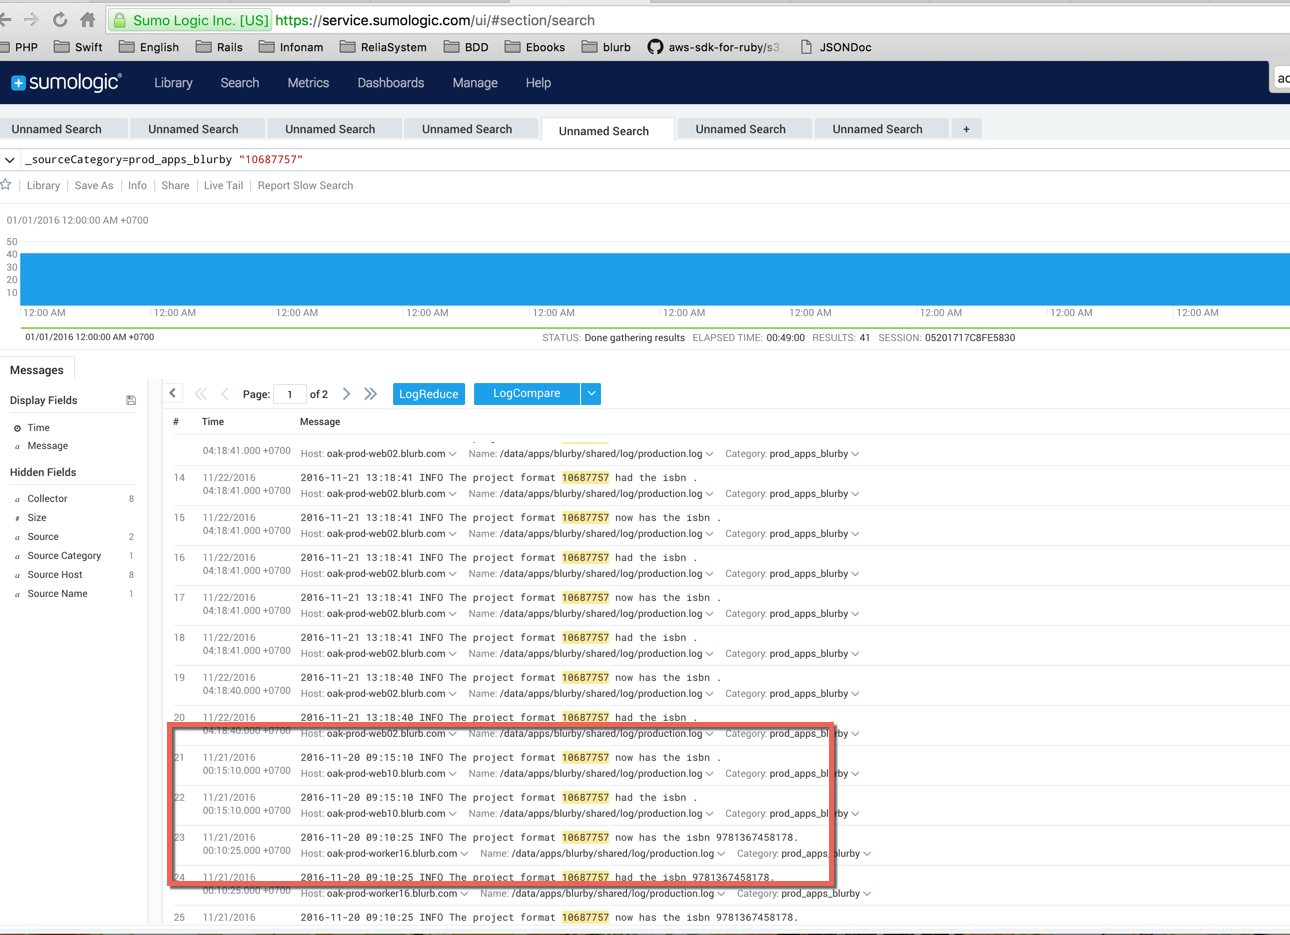 Sumo Logic Inc. [US] https://service.sumologic.com/ui/#section/search
PHP Swift English Rails Infonam ReliaSystem BDD Ebooks blurb aws-sdk-for-ruby/s3 JSONDoc
sumologic Library Search Metrics Dashboards Manage Help
Unnamed Search Unnamed Search Unnamed Search Unnamed Search Unnamed Search Unnamed Search Unnamed Search +
_sourceCategory=prod_apps_blurby "10687757"
Library Save As Info Share Live Tail Report Slow Search
01/01/2016 12:00:00 AM +0700
50
40
30
20
10
12:00 AM 12:00 AM 12:00 AM 12:00 AM 12:00 AM 12:00 AM 12:00 AM 12:00 AM 12:00 AM 12:00 AM
01/01/2016 12:00:00 AM +0700 STATUS: Done gathering results ELAPSED TIME: 00:49:00 RESULTS: 41 SESSION: 05201717C8FE5830
Messages
Display Fields
Time
a Message
Hidden Fields
a Collector 8
# Size
a Source 2
a Source Category 1
a Source Host 8
a Source Name 1
Page: 1 of 2 LogReduce LogCompare
# Time Message
04:18:41.000 +0700 Host: oak-prod-web02.blurb.com Name: /data/apps/blurby/shared/log/production.log Category: prod_apps_blurby
14 11/22/2016 2016-11-21 13:18:41 INFO The project format 10687757 had the isbn .
04:18:41.000 +0700 Host: oak-prod-web02.blurb.com Name: /data/apps/blurby/shared/log/production.log Category: prod_apps_blurby
15 11/22/2016 2016-11-21 13:18:41 INFO The project format 10687757 now has the isbn .
04:18:41.000 +0700 Host: oak-prod-web02.blurb.com Name: /data/apps/blurby/shared/log/production.log Category: prod_apps_blurby
16 11/22/2016 2016-11-21 13:18:41 INFO The project format 10687757 had the isbn .
04:18:41.000 +0700 Host: oak-prod-web02.blurb.com Name: /data/apps/blurby/shared/log/production.log Category: prod_apps_blurby
17 11/22/2016 2016-11-21 13:18:41 INFO The project format 10687757 now has the isbn .
04:18:41.000 +0700 Host: oak-prod-web02.blurb.com Name: /data/apps/blurby/shared/log/production.log Category: prod_apps_blurby
18 11/22/2016 2016-11-21 13:18:41 INFO The project format 10687757 had the isbn .
04:18:41.000 +0700 Host: oak-prod-web02.blurb.com Name: /data/apps/blurby/shared/log/production.log Category: prod_apps_blurby
19 11/22/2016 2016-11-21 13:18:40 INFO The project format 10687757 now has the isbn .
04:18:40.000 +0700 Host: oak-prod-web02.blurb.com Name: /data/apps/blurby/shared/log/production.log Category: prod_apps_blurby
20 11/22/2016 2016-11-21 13:18:40 INFO The project format 10687757 had the isbn .
04:18:40.000 +0700 Host: oak-prod-web02.blurb.com Name: /data/apps/blurby/shared/log/production.log Category: prod_apps_blurby
21 11/21/2016 2016-11-20 09:15:10 INFO The project format 10687757 now has the isbn .
00:15:10.000 +0700 Host: oak-prod-web10.blurb.com Name: /data/apps/blurby/shared/log/production.log Category: prod_apps_blurby
22 11/21/2016 2016-11-20 09:15:10 INFO The project format 10687757 had the isbn .
00:15:10.000 +0700 Host: oak-prod-web10.blurb.com Name: /data/apps/blurby/shared/log/production.log Category: prod_apps_blurby
23 11/21/2016 2016-11-20 09:10:25 INFO The project format 10687757 now has the isbn 9781367458178.
00:10:25.000 +0700 Host: oak-prod-worker16.blurb.com Name: /data/apps/blurby/shared/log/production.log Category: prod_apps_blurby
24 11/21/2016 2016-11-20 09:10:25 INFO The project format 10687757 had the isbn 9781367458178.
00:10:25.000 +0700 Host: oak-prod-worker16.blurb.com Name: /data/apps/blurby/shared/log/production.log Category: prod_apps_blurby
25 11/21/2016 2016-11-20 09:10:25 INFO The project format 10687757 now has the isbn 9781367458178.